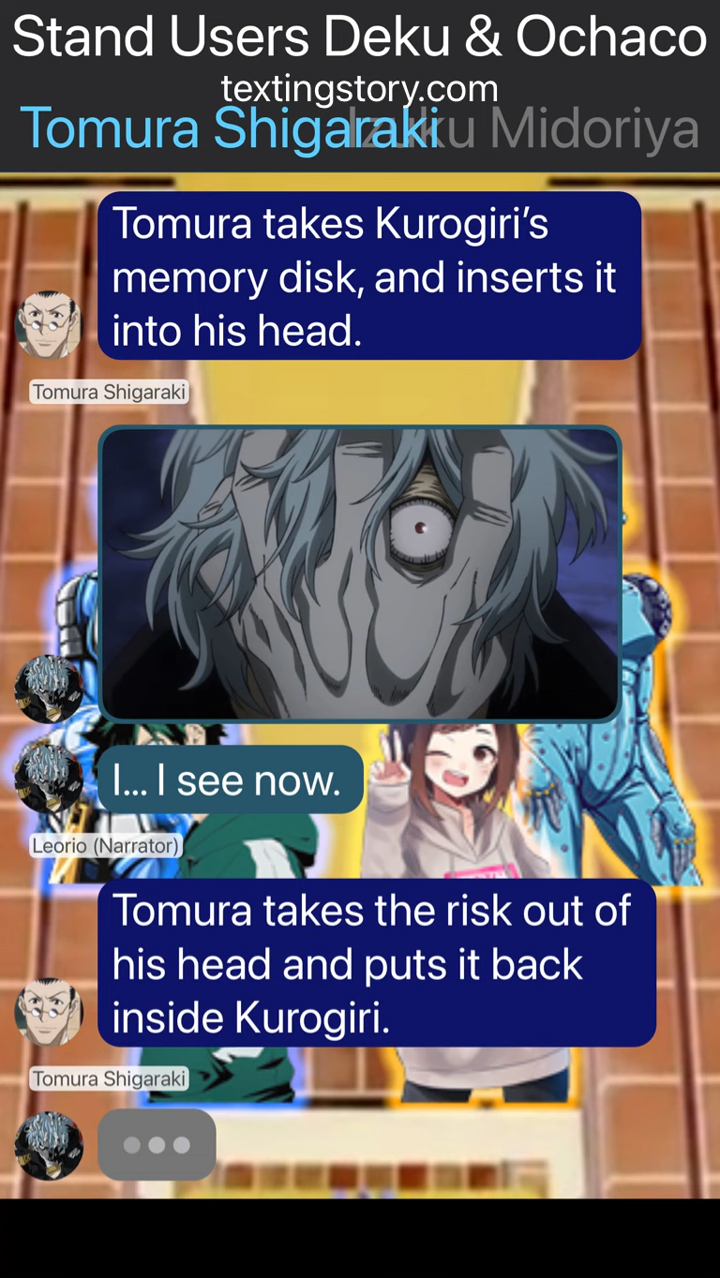 Stand Users Deku & Ochaco
textingstory.com
Tomura Shigaraki
Midoriya
Tomura takes Kurogiri’s
memory disk, and inserts it
into his head.
Tomura Shigaraki
I... I see now.
Leorio (Narrator)
Tomura takes the risk out of
his head and puts it back
inside Kurogiri.
Tomura Shigaraki